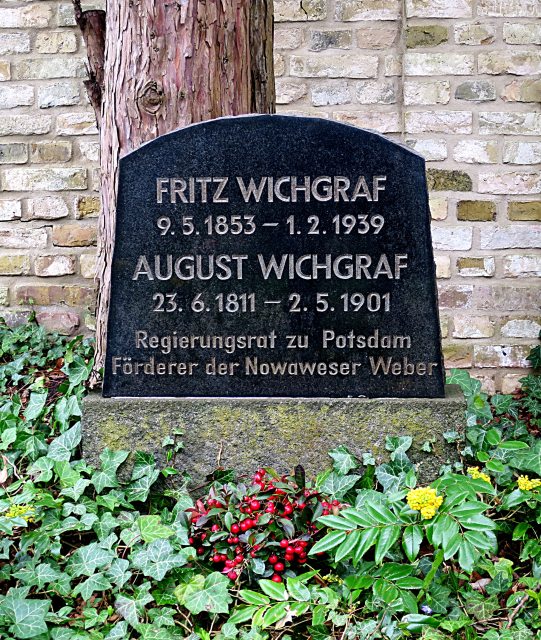 FRITZ WICHGRAF
9.5.1853 – 1.2.1939
AUGUST WICHGRAF
23.6.1811 – 2.5.1901
Regierungsrat zu Potsdam
Förderer der Nowaweser Weber